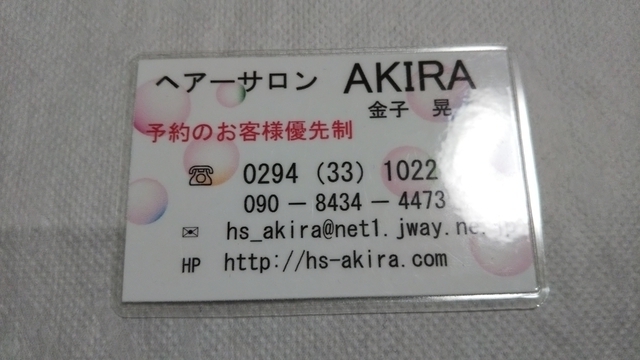 ヘアーサロン AKIRA
金子 晃
予約のお客様優先制
☎ 0294 (33) 1022
090 － 8434 － 4473
✉ hs_akira@net1.jway.ne.jp
HP http://hs-akira.com